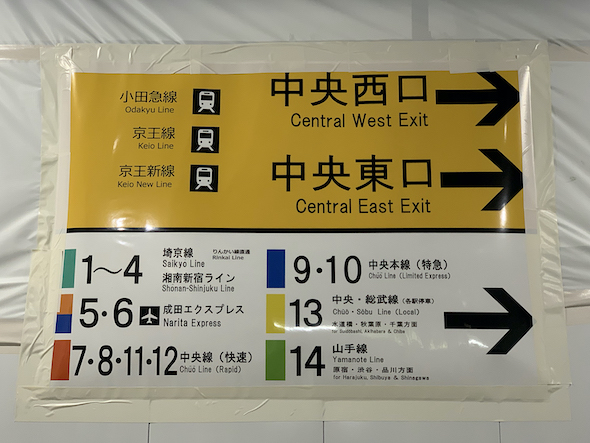 小田急線
Odakyu Line
京王線
Keio Line
京王新線
Keio New Line
中央西口
Central West Exit
中央東口
Central East Exit
1〜4
埼京線
りんかい線直通
Saikyo Line
Rinkai Line
湘南新宿ライン
Shonan-Shinjuku Line
5・6
成田エクスプレス
Narita Express
7・8・11・12
中央線（快速）
Chūō Line (Rapid)
9・10
中央本線（特急）
Chūō Line (Limited Express)
13
中央・総武線（各駅停車）
Chūō - Sōbu Line (Local)
水道橋・秋葉原・千葉方面
for Suidobashi, Akihabara & Chiba
14
山手線
Yamanote Line
原宿・渋谷・品川方面
for Harajuku, Shibuya & Shinagawa